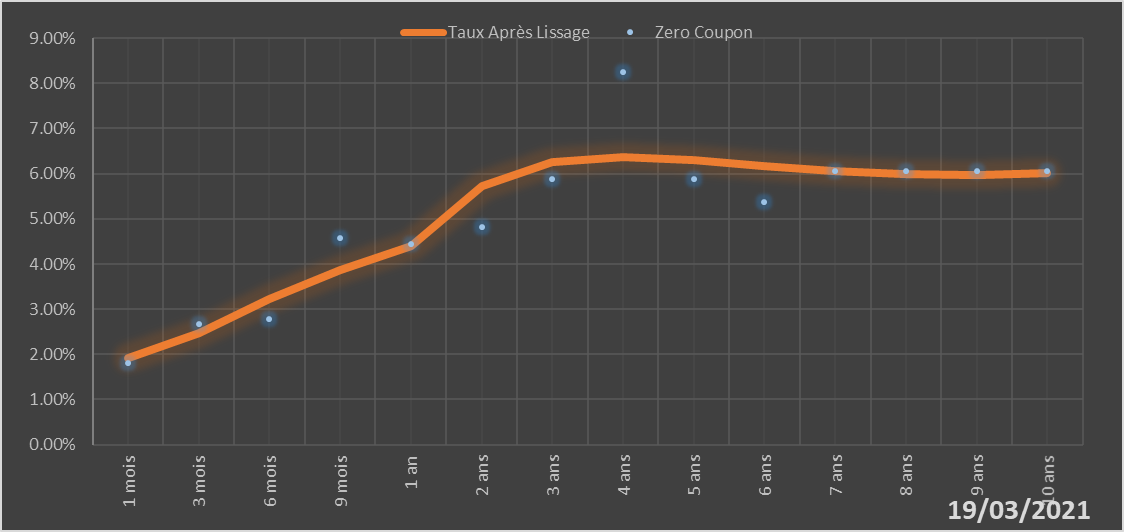 Taux Après Lissage Zero Coupon
9.00%
8.00%
7.00%
6.00%
5.00%
4.00%
3.00%
2.00%
1.00%
0.00%
1 mois
3 mois
6 mois
9 mois
1 an
2 ans
3 ans
4 ans
5 ans
6 ans
7 ans
8 ans
9 ans
10 ans
19/03/2021